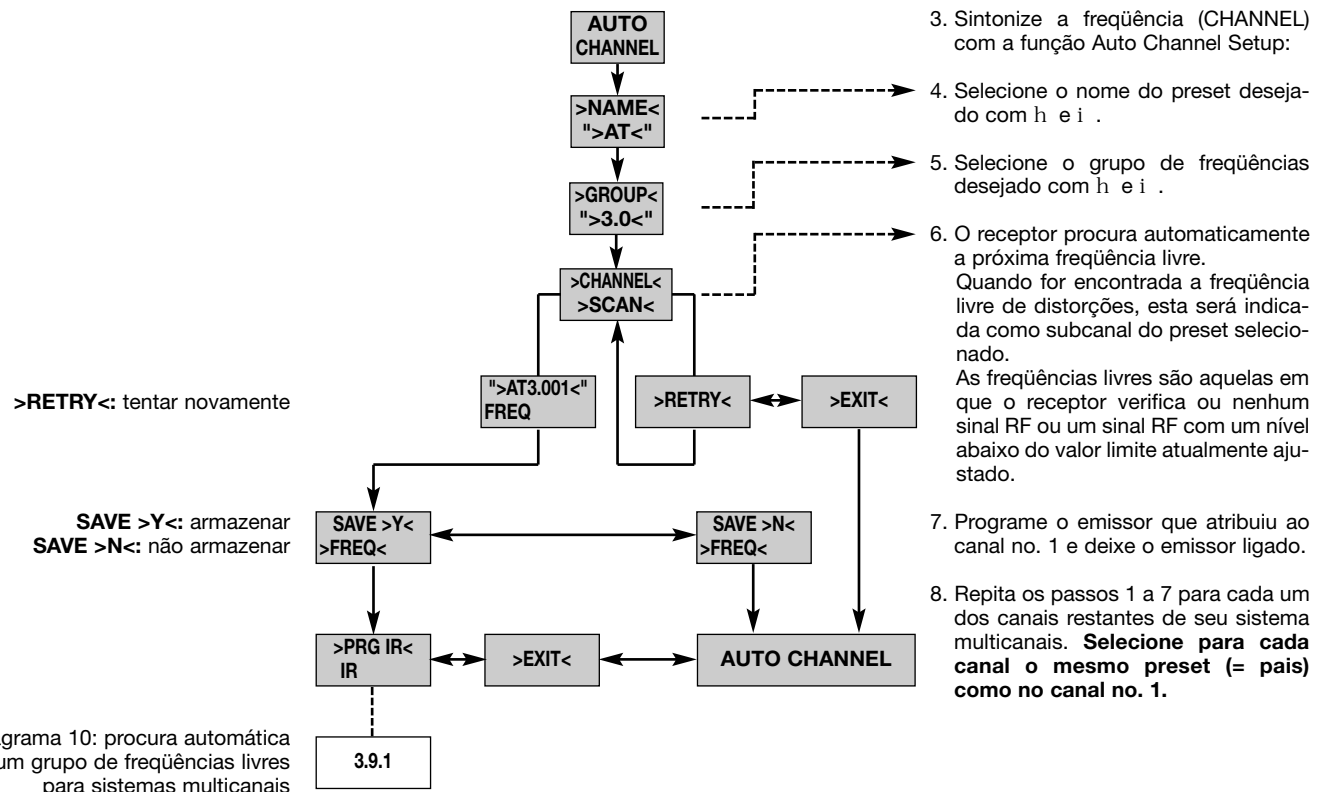 AUTO
CHANNEL
>NAME<
">AT<"
>GROUP<
">3.0<"
>CHANNEL<
>SCAN<
">AT3.001<"
FREQ
>RETRY<
>EXIT<
>RETRY<: tentar novamente
SAVE >Y<: armazenar
SAVE >N<: não armazenar
SAVE >Y<
>FREQ<
SAVE >N<
>FREQ<
>PRG IR<
IR
>EXIT<
AUTO CHANNEL
3.9.1
agrama 10: procura automática
um grupo de freqüências livres
para sistemas multicanais
3. Sintonize a freqüência (CHANNEL)
com a função Auto Channel Setup:
4. Selecione o nome do preset deseja-
do com h e i .
5. Selecione o grupo de freqüências
desejado com h e i .
6. O receptor procura automaticamente
a próxima freqüência livre.
Quando for encontrada a freqüência
livre de distorções, esta será indica-
da como subcanal do preset selecio-
nado.
As freqüências livres são aquelas em
que o receptor verifica ou nenhum
sinal RF ou um sinal RF com um nível
abaixo do valor limite atualmente aju-
stado.
7. Programe o emissor que atribuiu ao
canal no. 1 e deixe o emissor ligado.
8. Repita os passos 1 a 7 para cada um
dos canais restantes de seu sistema
multicanais. Selecione para cada
canal o mesmo preset (= pais)
como no canal no. 1.